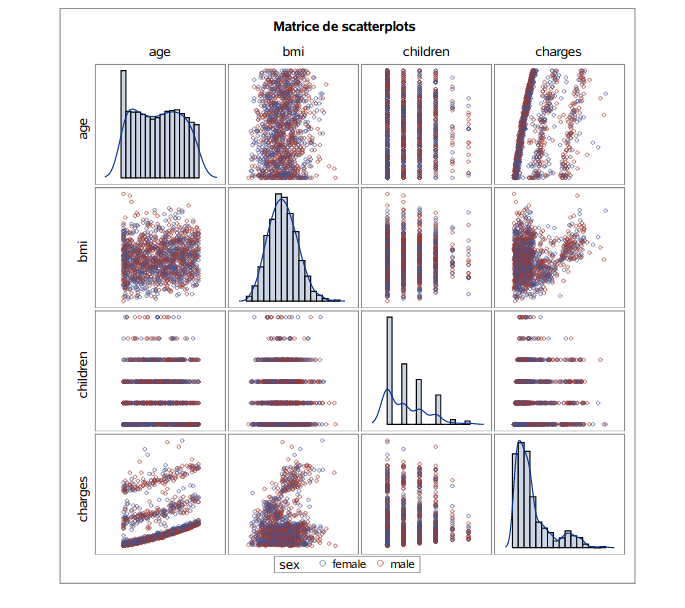 Matrice de scatterplots
age bmi children charges
age
bmi
children
charges
sex female male